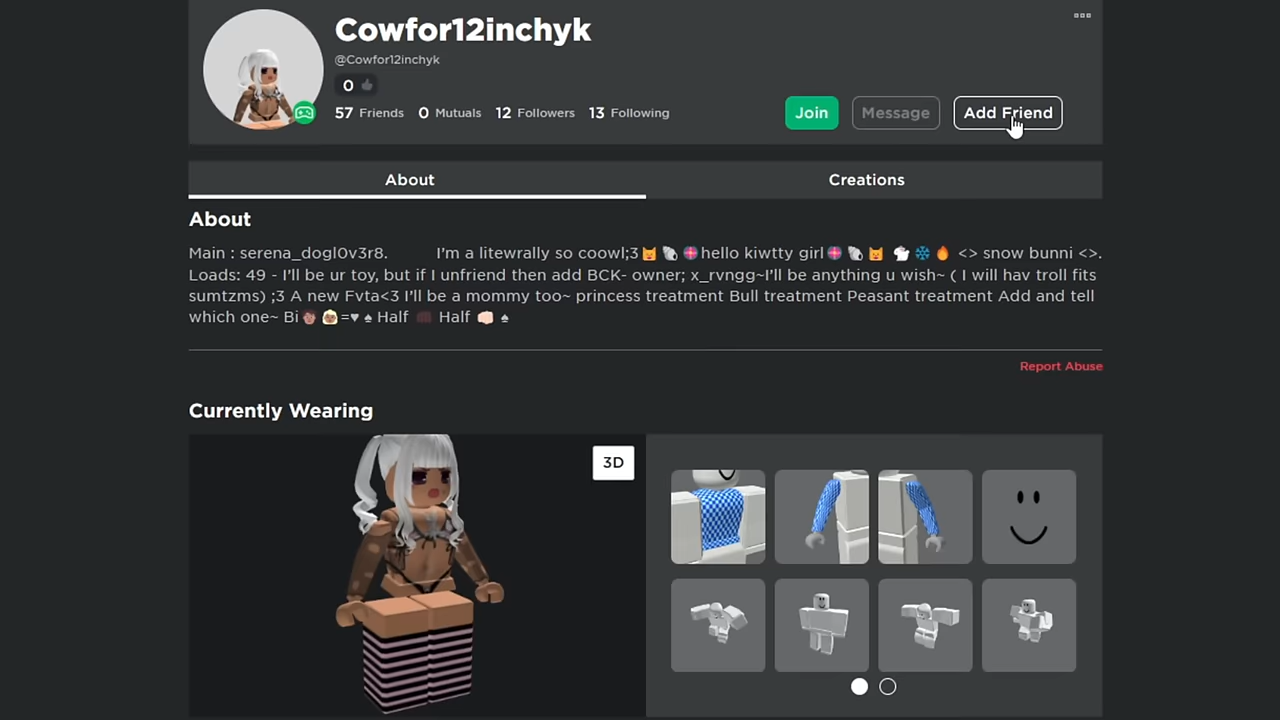 Cowfor12inchyk
@Cowfor12inchyk
0
57 Friends 0 Mutuals 12 Followers 13 Following
Join Message Add Friend
About Creations
About
Main : serena_dogl0v3r8. I'm a litewrally so coowl;3🐱🐚🎁hello kiwtty girl🎁🐚🐱 🐩❄️🔥 <> snow bunni <>.
Loads: 49 - I'll be ur toy, but if I unfriend then add BCK- owner; x_rvngg~I'll be anything u wish~ ( I will hav troll fits
sumtzms) ;3 A new Fvta<3 I'll be a mommy too~ princess treatment Bull treatment Peasant treatment Add and tell
which one~ Bi👩🏽👩🏼=♥♠ Half 👊🏿 Half 👊🏻 ♠
Report Abuse
Currently Wearing
3D